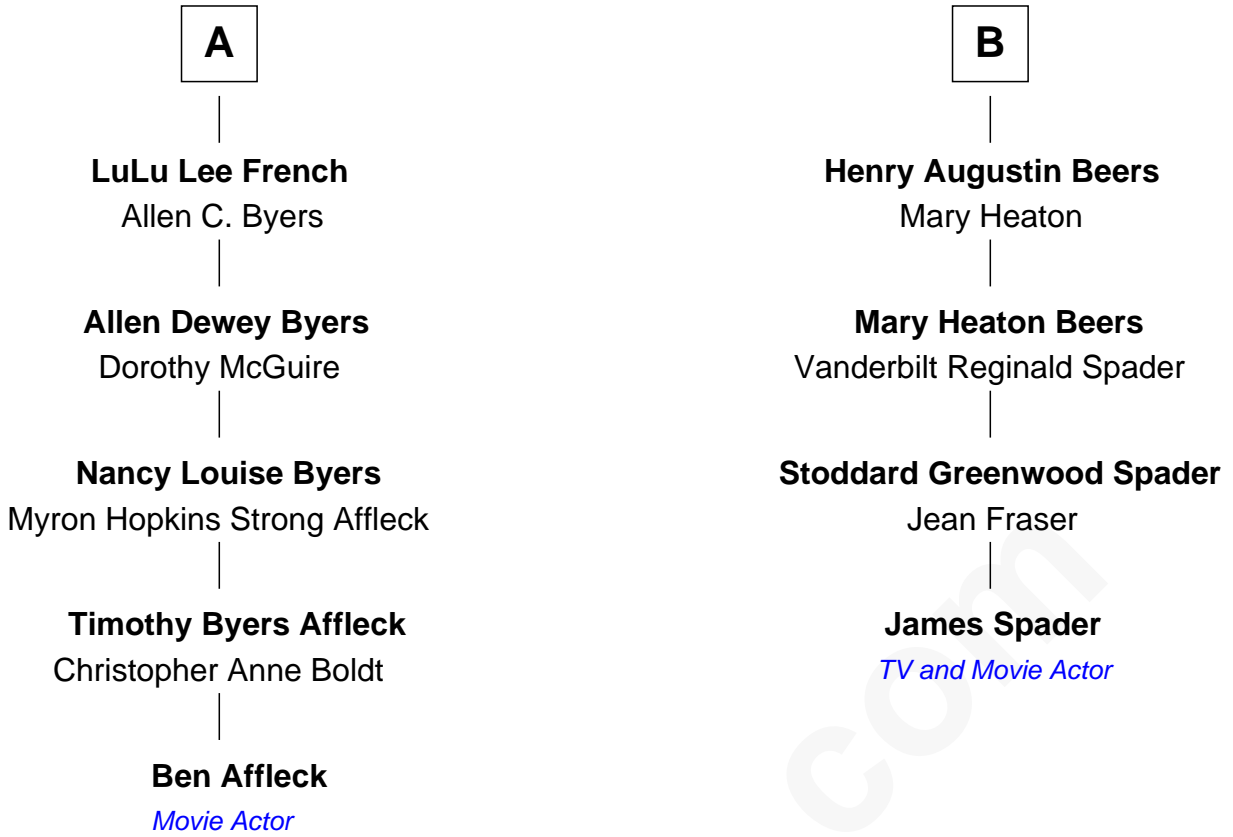 A
LuLu Lee French
Allen C. Byers
Allen Dewey Byers
Dorothy McGuire
Nancy Louise Byers
Myron Hopkins Strong Affleck
Timothy Byers Affleck
Christopher Anne Boldt
Ben Affleck
Movie Actor
B
Henry Augustin Beers
Mary Heaton
Mary Heaton Beers
Vanderbilt Reginald Spader
Stoddard Greenwood Spader
Jean Fraser
James Spader
TV and Movie Actor
com